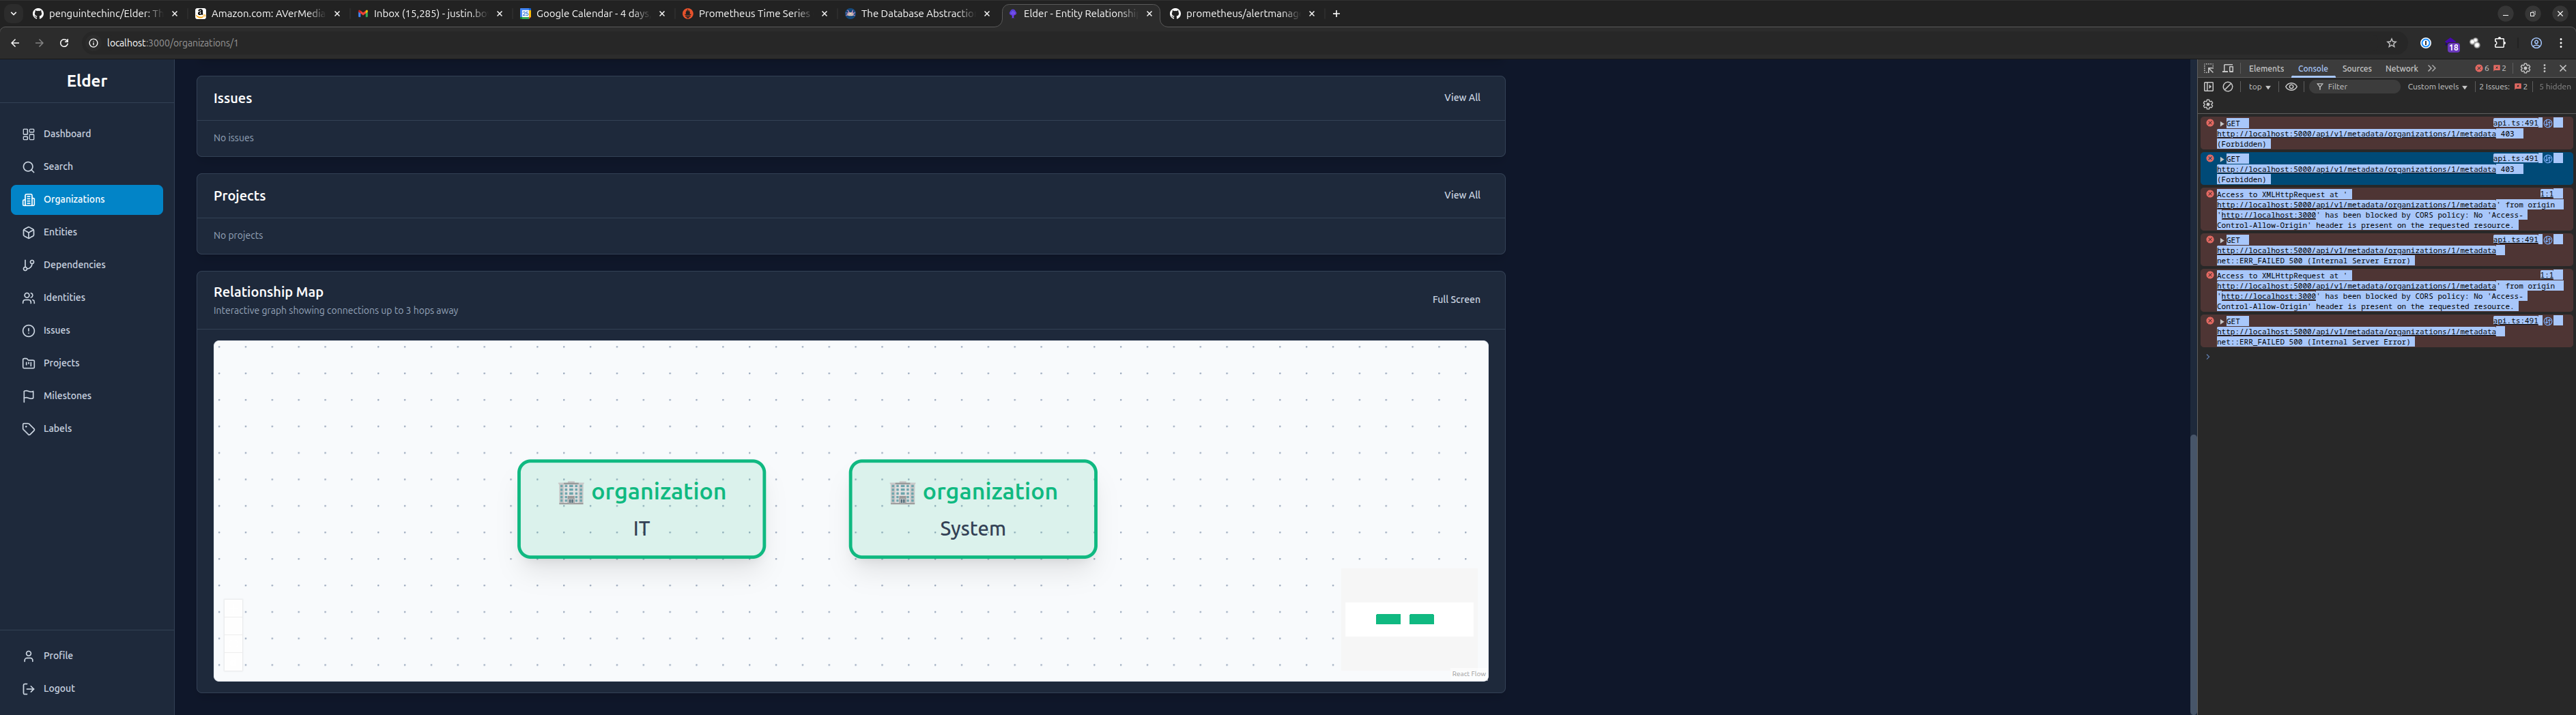 penguintechinc/Elder: Th
Amazon.com: AVerMedia
Inbox (15,285) - justin.bo
Google Calendar - 4 days,
Prometheus Time Series
The Database Abstractio
Elder - Entity Relationshi
prometheus/alertmanag
localhost:3000/organizations/1
18
Elder
Dashboard
Search
Organizations
Entities
Dependencies
Identities
Issues
Projects
Milestones
Labels
Profile
Logout
Issues
View All
No issues
Projects
View All
No projects
Relationship Map
Interactive graph showing connections up to 3 hops away
Full Screen
🏢 organization
IT
🏢 organization
System
React Flow
Elements Console Sources Network 6 2
top Filter Custom levels 2 Issues: 2 5 hidden
GET api.ts:491
http://localhost:5000/api/v1/metadata/organizations/1/metadata 403
(Forbidden)
GET api.ts:491
http://localhost:5000/api/v1/metadata/organizations/1/metadata 403
(Forbidden)
Access to XMLHttpRequest at ' 1:1
http://localhost:5000/api/v1/metadata/organizations/1/metadata' from origin
'http://localhost:3000' has been blocked by CORS policy: No 'Access-
Control-Allow-Origin' header is present on the requested resource.
GET api.ts:491
http://localhost:5000/api/v1/metadata/organizations/1/metadata
net::ERR_FAILED 500 (Internal Server Error)
Access to XMLHttpRequest at ' 1:1
http://localhost:5000/api/v1/metadata/organizations/1/metadata' from origin
'http://localhost:3000' has been blocked by CORS policy: No 'Access-
Control-Allow-Origin' header is present on the requested resource.
GET api.ts:491
http://localhost:5000/api/v1/metadata/organizations/1/metadata
net::ERR_FAILED 500 (Internal Server Error)